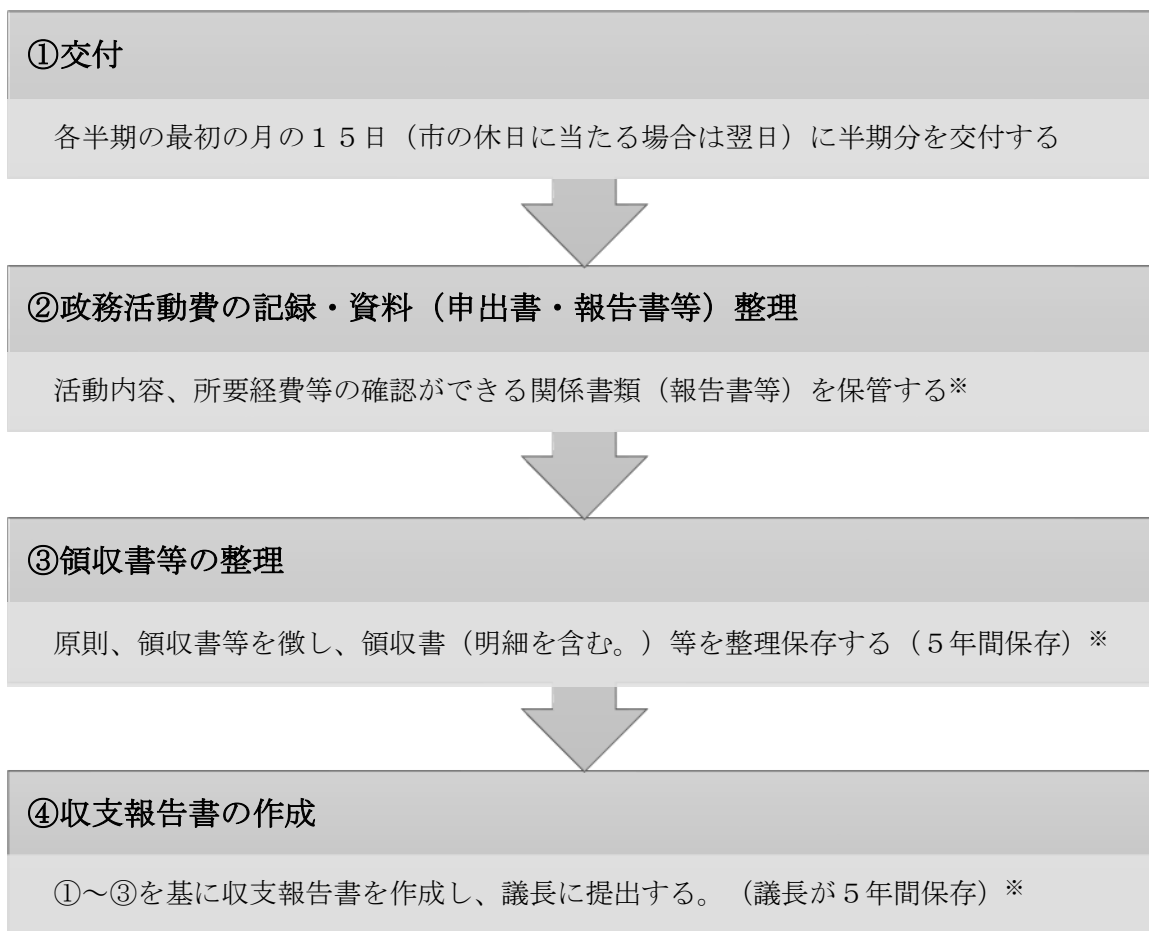 ①交付
各半期の最初の月の１５日（市の休日に当たる場合は翌日）に半期分を交付する
②政務活動費の記録・資料（申出書・報告書等）整理
活動内容、所要経費等の確認ができる関係書類（報告書等）を保管する※
③領収書等の整理
原則、領収書等を徴し、領収書（明細を含む。）等を整理保存する（５年間保存）※
④収支報告書の作成
①～③を基に収支報告書を作成し、議長に提出する。（議長が５年間保存）※